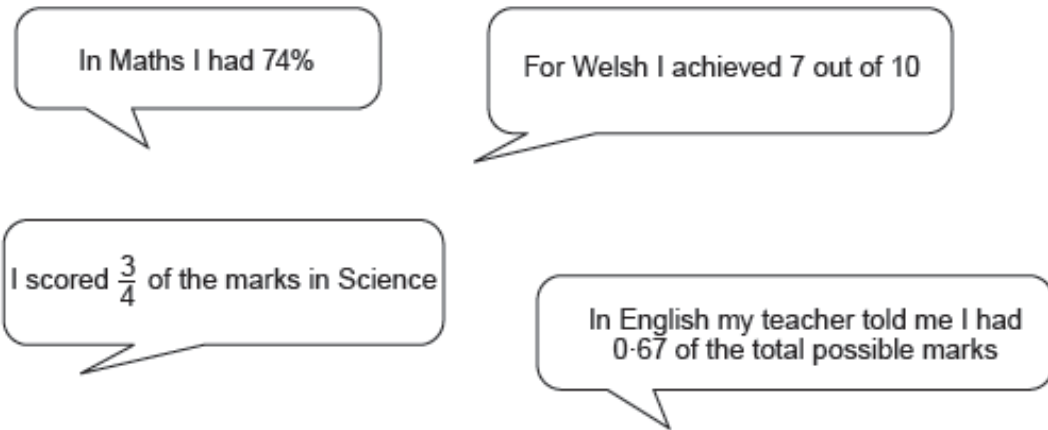 In Maths I had 74%
For Welsh I achieved 7 out of 10
I scored 3/4 of the marks in Science
In English my teacher told me I had
0·67 of the total possible marks